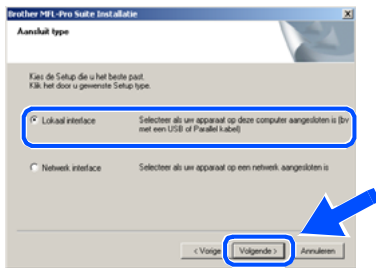 Brother MFL-Pro Suite Installatie
Aansluit type
Kies de Setup die u het beste past.
Klik het door u gewenste Setup type.
Lokaal interface
Selecteer als uw apparaat op deze computer aangesloten is (bv
met een USB of Parallel kabel)
Netwerk interface
Selecteer als uw apparaat op een netwerk aangesloten is
< Vorige
Volgende >
Annuleren